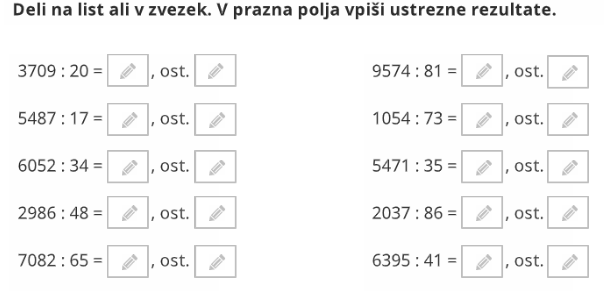 Deli na list ali v zvezek. V prazna polja vpiši ustrezne rezultate.
3709 : 20 = , ost.
5487 : 17 = , ost.
6052 : 34 = , ost.
2986 : 48 = , ost.
7082 : 65 = , ost.
9574 : 81 = , ost.
1054 : 73 = , ost.
5471 : 35 = , ost.
2037 : 86 = , ost.
6395 : 41 = , ost.